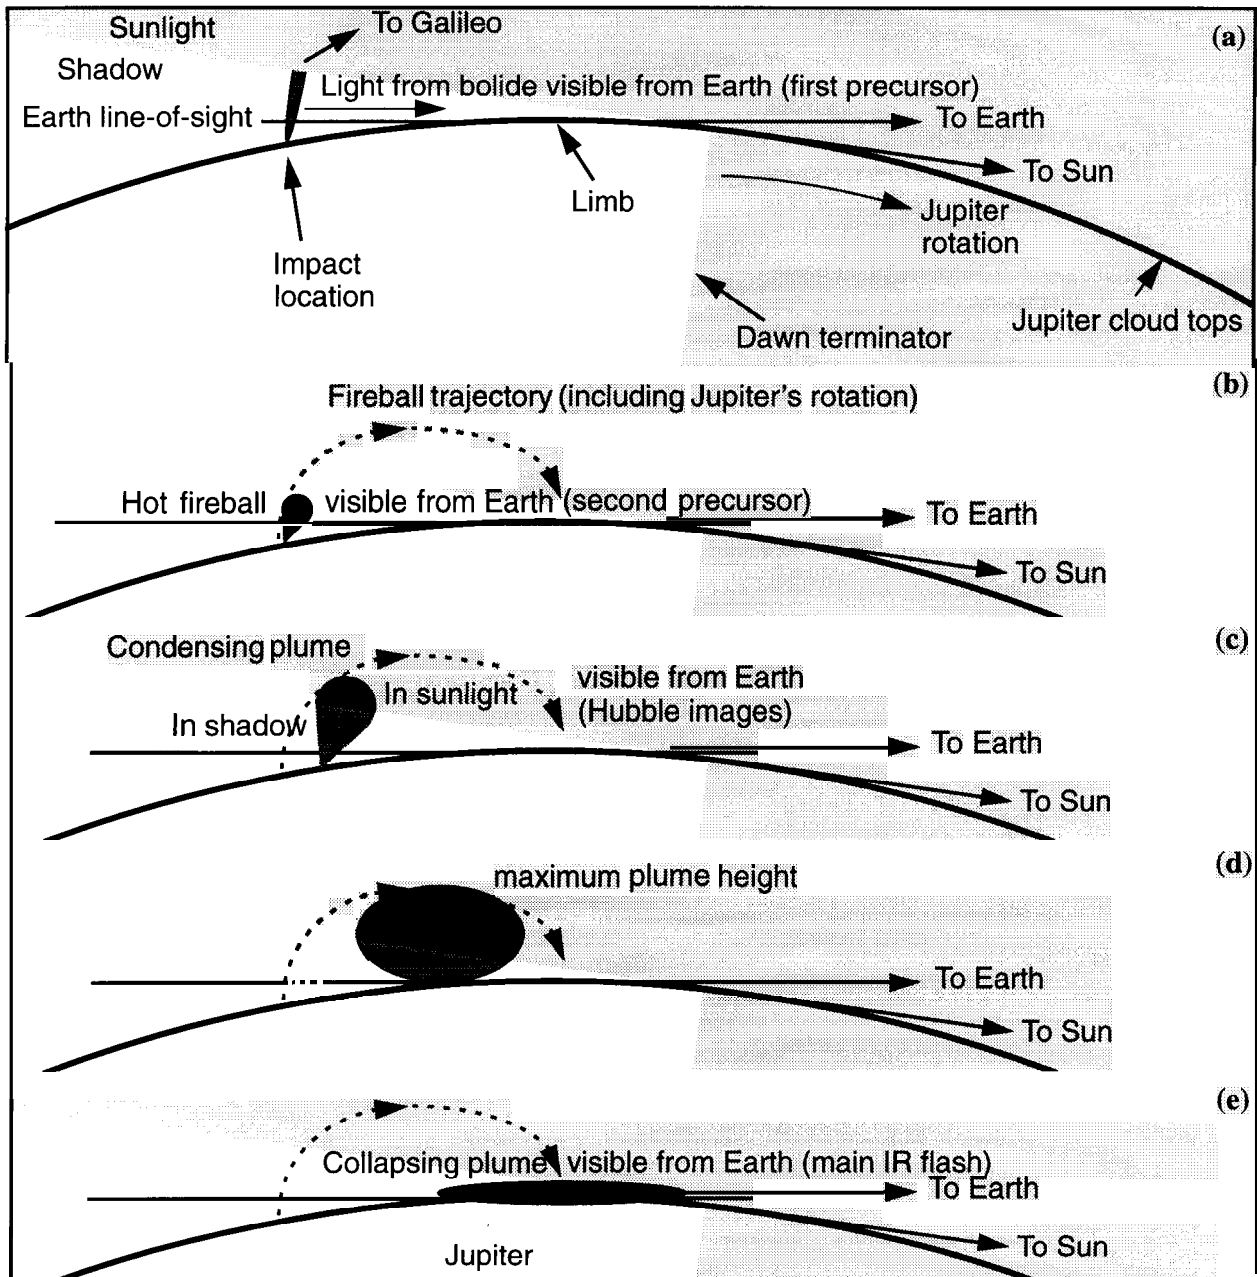 (a)
Sunlight
To Galileo
Shadow
Light from bolide visible from Earth (first precursor)
Earth line-of-sight
To Earth
To Sun
Limb
Jupiter
rotation
Impact
location
Dawn terminator
Jupiter cloud tops
(b)
Fireball trajectory (including Jupiter's rotation)
Hot fireball
visible from Earth (second precursor)
To Earth
To Sun
(c)
Condensing plume
In sunlight
visible from Earth
(Hubble images)
In shadow
To Earth
To Sun
(d)
maximum plume height
To Earth
To Sun
(e)
Collapsing plume visible from Earth (main IR flash)
To Earth
To Sun
Jupiter